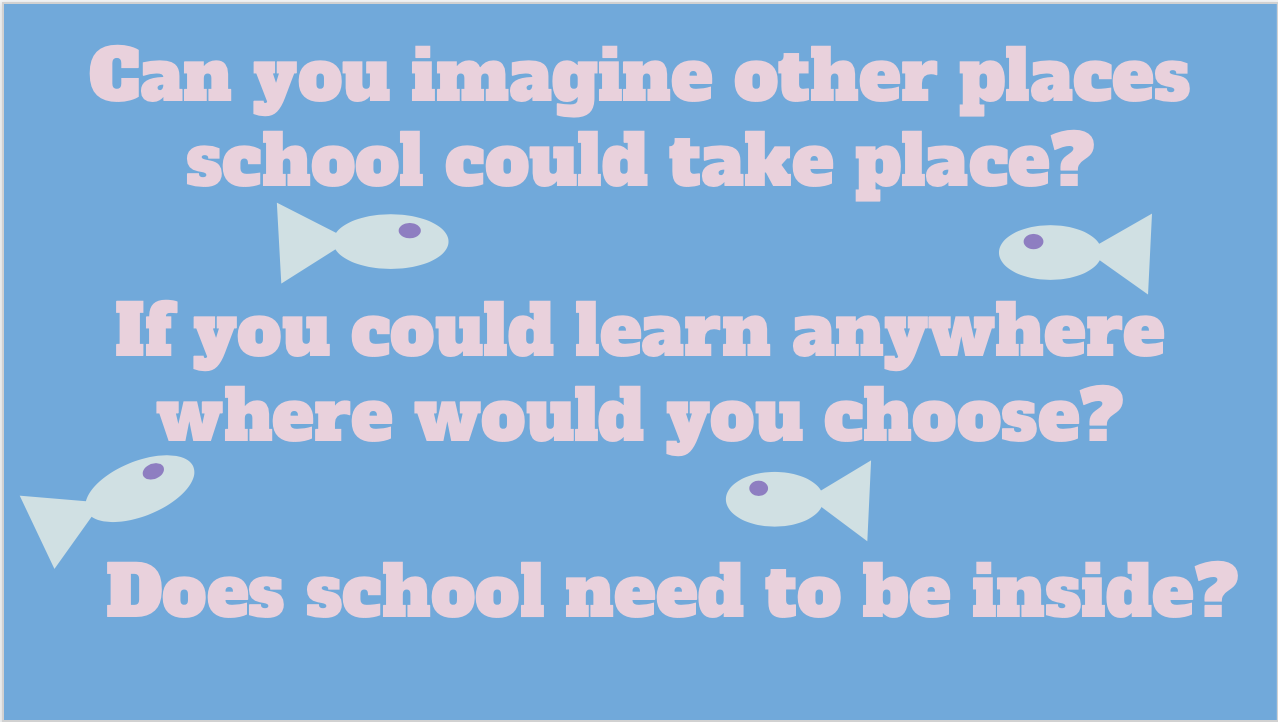 Can you imagine other places
school could take place?
If you could learn anywhere
where would you choose?
Does school need to be inside?